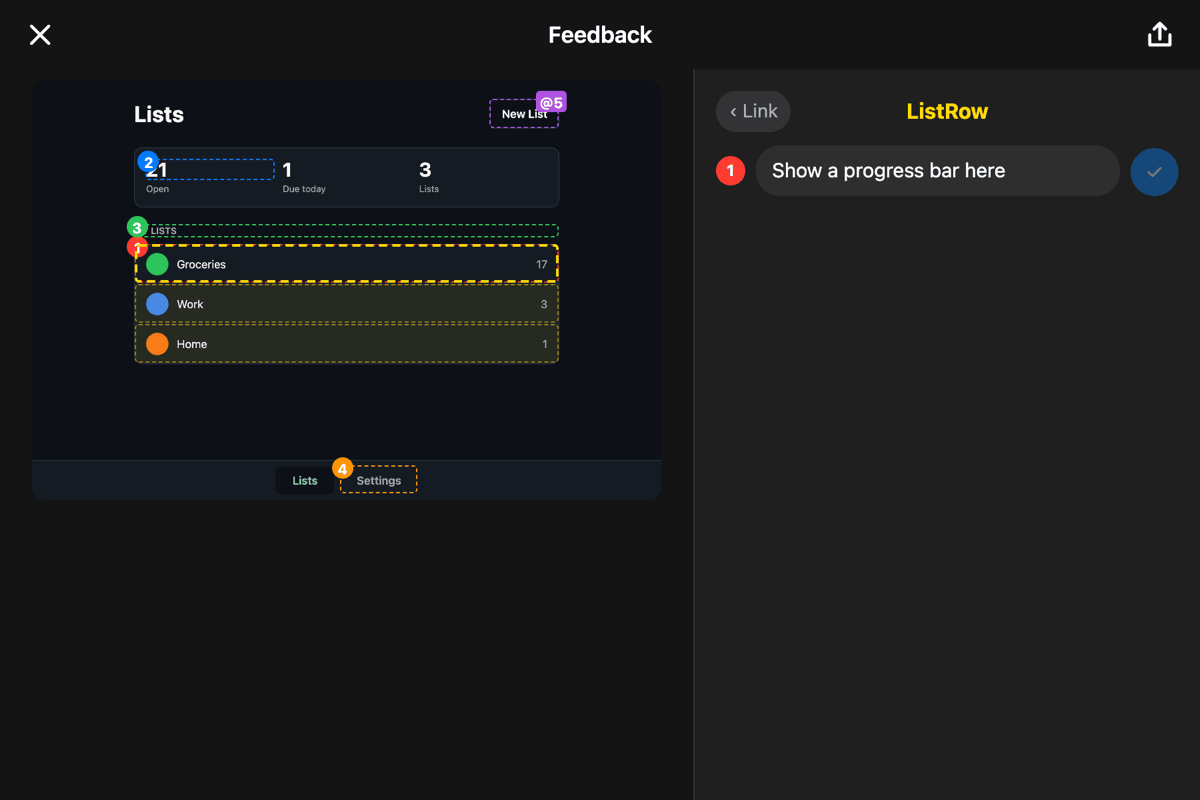 Feedback
Lists
New List
@5
2
21
1
3
Open
Due today
Lists
3
LISTS
1
Groceries
17
Work
3
Home
1
Lists
4
Settings
‹ Link
ListRow
1
Show a progress bar here